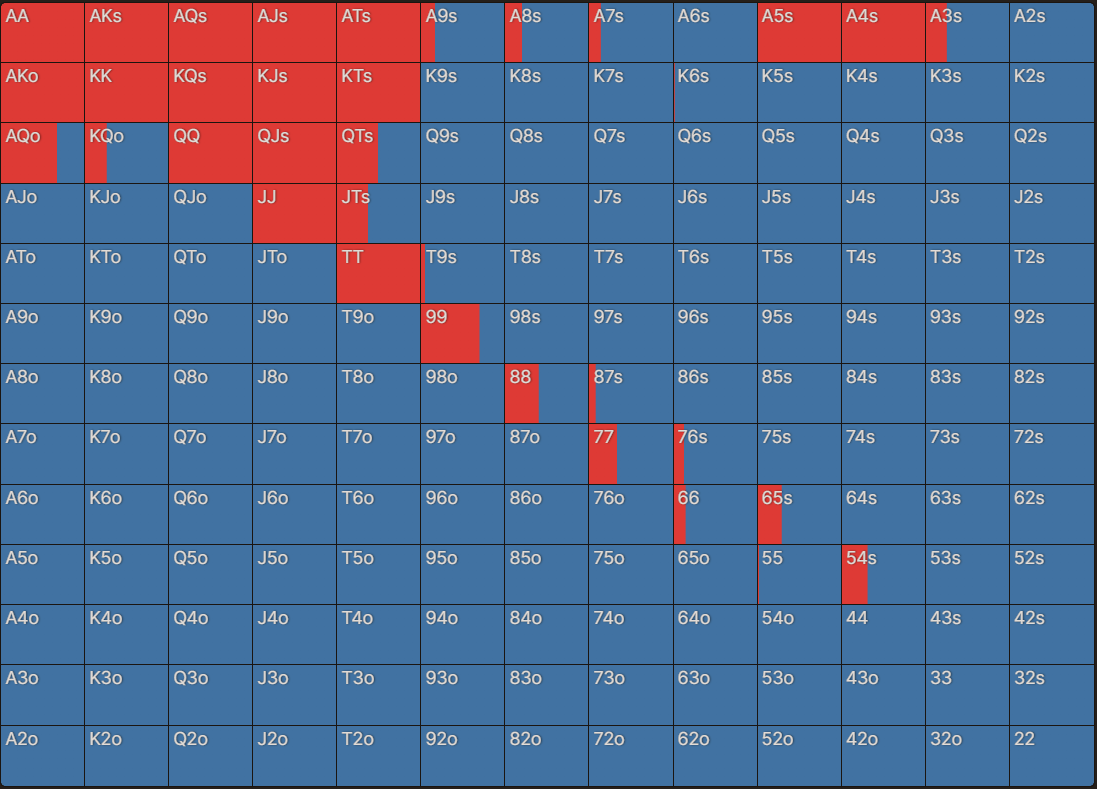 AA AKs AQs AJs ATs A9s A8s A7s A6s A5s A4s A3s A2s
AKo KK KQs KJs KTs K9s K8s K7s K6s K5s K4s K3s K2s
AQo KQo QQ QJs QTs Q9s Q8s Q7s Q6s Q5s Q4s Q3s Q2s
AJo KJo QJo JJ JTs J9s J8s J7s J6s J5s J4s J3s J2s
ATo KTo QTo JTo TT T9s T8s T7s T6s T5s T4s T3s T2s
A9o K9o Q9o J9o T9o 99 98s 97s 96s 95s 94s 93s 92s
A8o K8o Q8o J8o T8o 98o 88 87s 86s 85s 84s 83s 82s
A7o K7o Q7o J7o T7o 97o 87o 77 76s 75s 74s 73s 72s
A6o K6o Q6o J6o T6o 96o 86o 76o 66 65s 64s 63s 62s
A5o K5o Q5o J5o T5o 95o 85o 75o 65o 55 54s 53s 52s
A4o K4o Q4o J4o T4o 94o 84o 74o 64o 54o 44 43s 42s
A3o K3o Q3o J3o T3o 93o 83o 73o 63o 53o 43o 33 32s
A2o K2o Q2o J2o T2o 92o 82o 72o 62o 52o 42o 32o 22